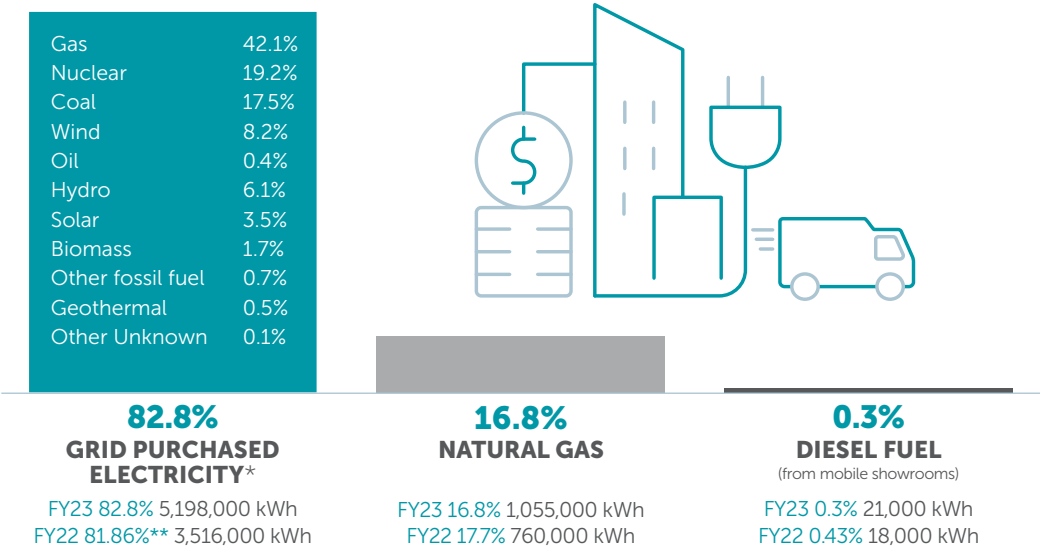 Gas 42.1%
Nuclear 19.2%
Coal 17.5%
Wind 8.2%
Oil 0.4%
Hydro 6.1%
Solar 3.5%
Biomass 1.7%
Other fossil fuel 0.7%
Geothermal 0.5%
Other Unknown 0.1%
$
82.8%
GRID PURCHASED
ELECTRICITY*
FY23 82.8% 5,198,000 kWh
FY22 81.86%** 3,516,000 kWh
16.8%
NATURAL GAS
FY23 16.8% 1,055,000 kWh
FY22 17.7% 760,000 kWh
0.3%
DIESEL FUEL
(from mobile showrooms)
FY23 0.3% 21,000 kWh
FY22 0.43% 18,000 kWh